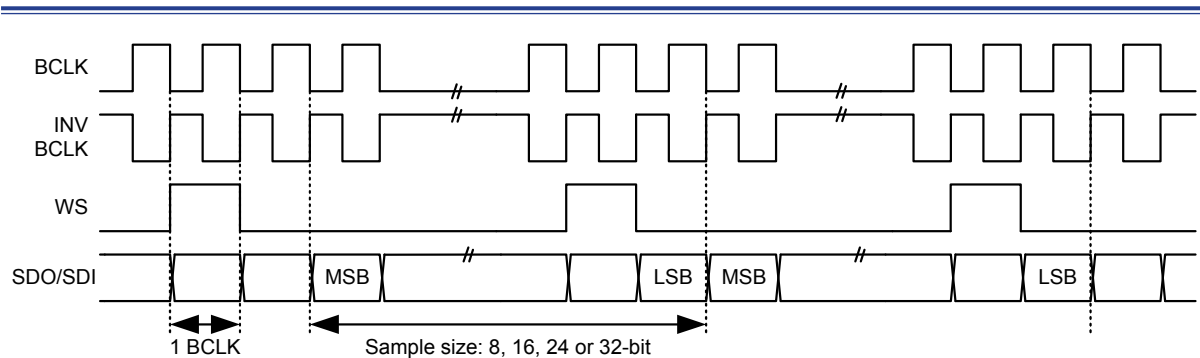 BCLK
INV
BCLK
WS
SDO/SDI
MSB
LSB
MSB
LSB
1 BCLK
Sample size: 8, 16, 24 or 32-bit